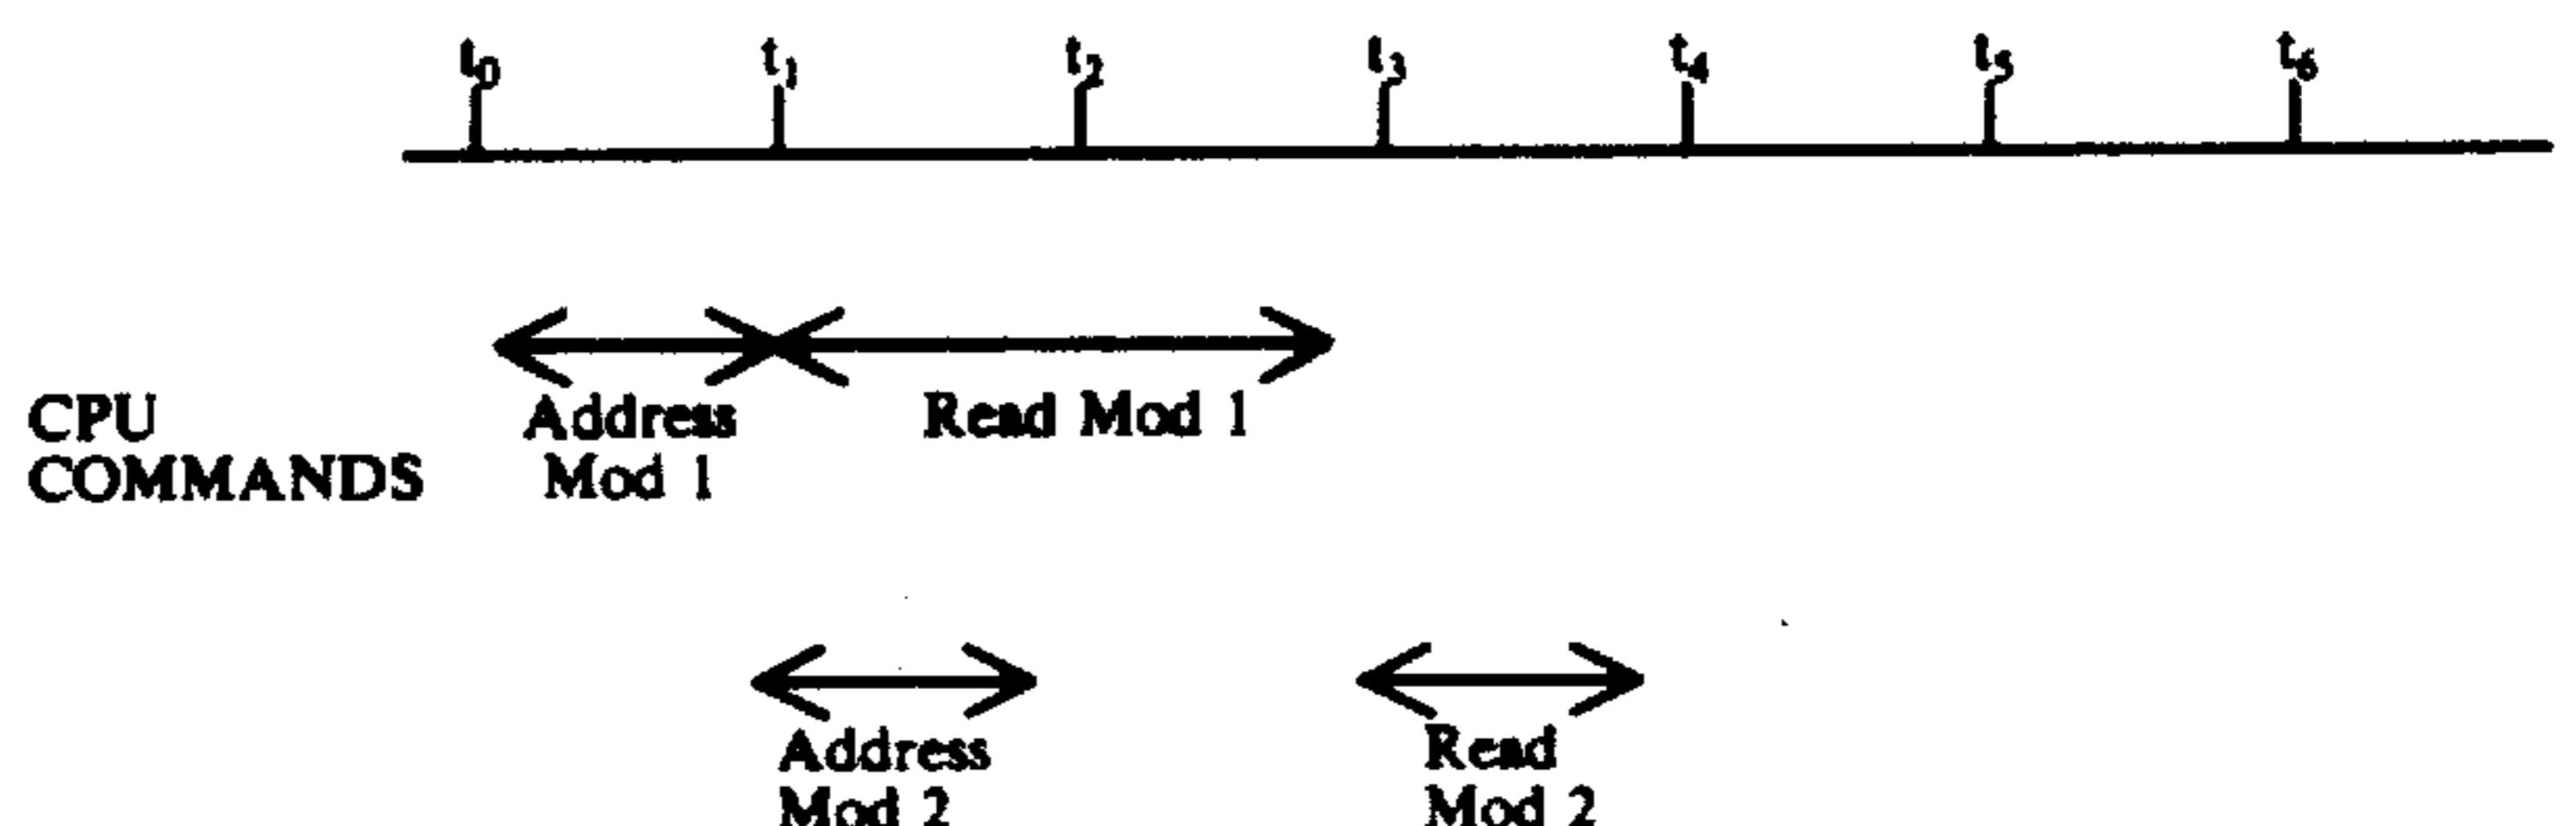 t0 t1 t2 t3 t4 t5 t6
CPU
COMMANDS
Address
Mod 1
Read Mod 1
Address
Mod 2
Read
Mod 2